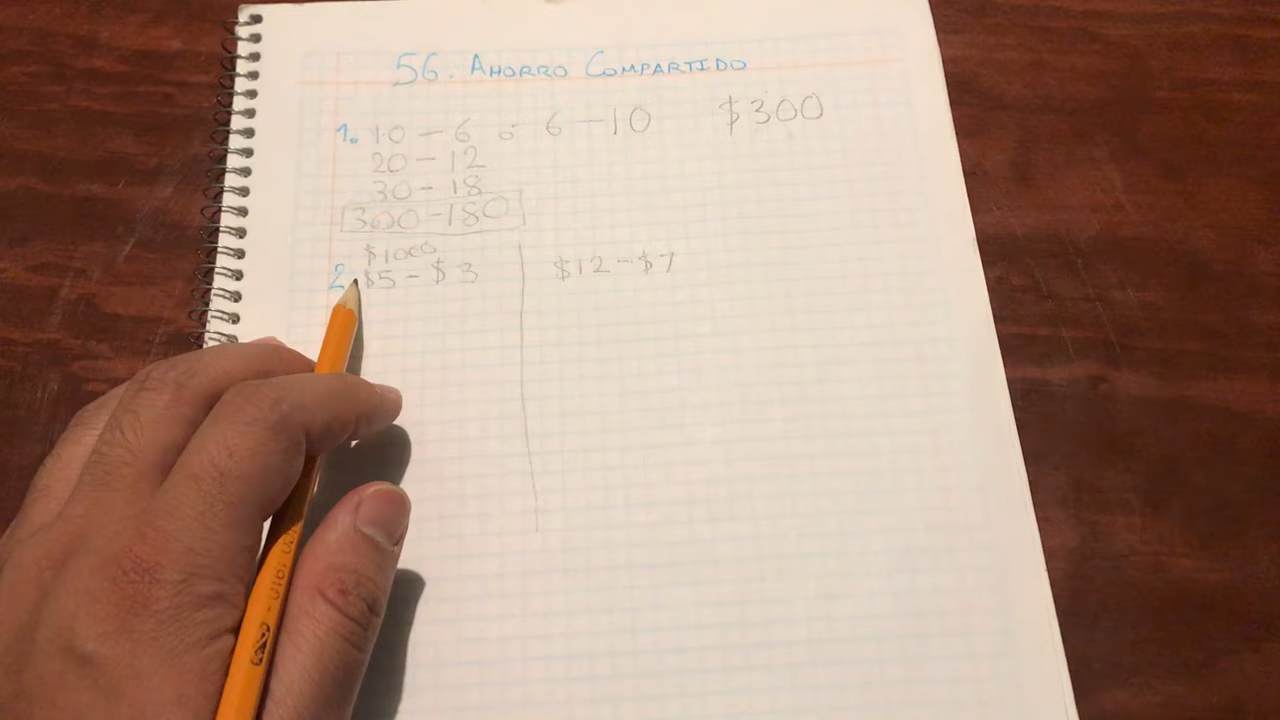 56. AHORRO COMPARTIDO
1. 10 - 6 o 6 - 10 $300
20 - 12
30 - 18
300 - 180
$1000
2. $5 - $3 $12 - $7